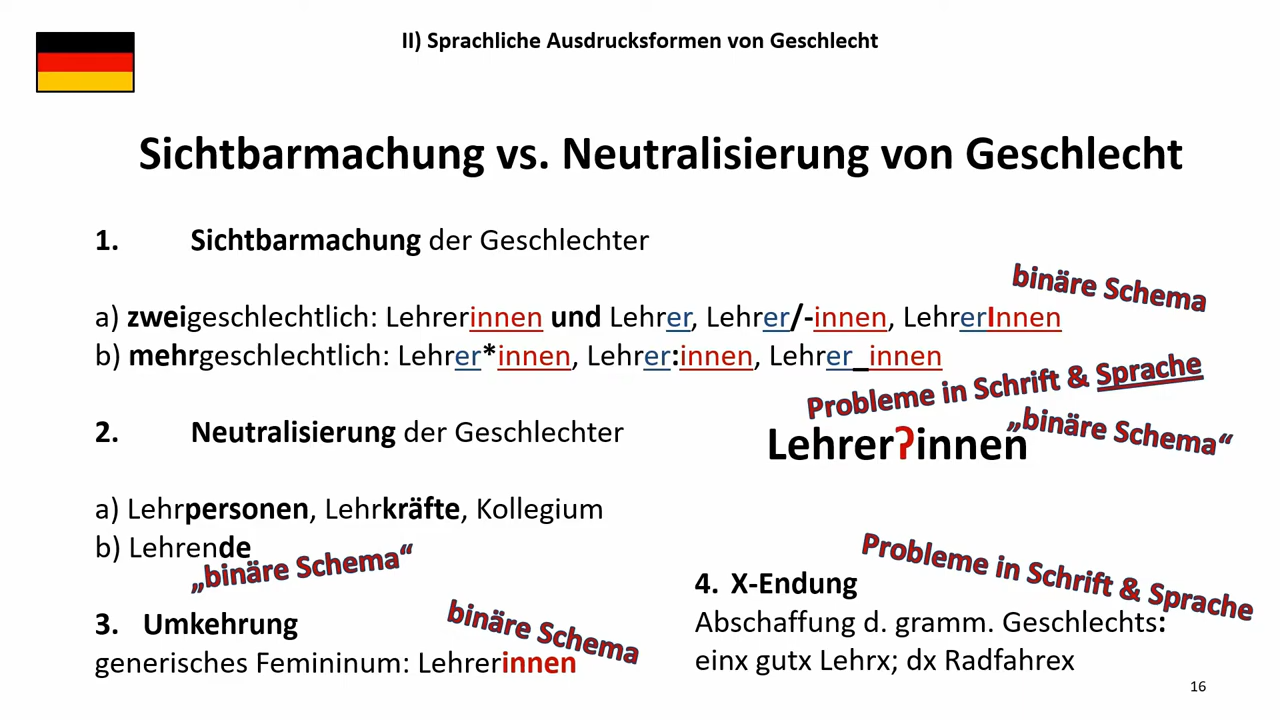 II) Sprachliche Ausdrucksformen von Geschlecht
Sichtbarmachung vs. Neutralisierung von Geschlecht
1. Sichtbarmachung der Geschlechter
binäre Schema
a) zweigeschlechtlich: Lehrerinnen und Lehrer, Lehrer/-innen, LehrerInnen
b) mehrgeschlechtlich: Lehrer*innen, Lehrer:innen, Lehrer_innen
Probleme in Schrift & Sprache
2. Neutralisierung der Geschlechter
Lehrerʔinnen
„binäre Schema“
a) Lehrpersonen, Lehrkräfte, Kollegium
b) Lehrende
„binäre Schema“
3. Umkehrung
binäre Schema
generisches Femininum: Lehrerinnen
Probleme in Schrift & Sprache
4. X-Endung
Abschaffung d. gramm. Geschlechts:
einx gutx Lehrx; dx Radfahrex
16